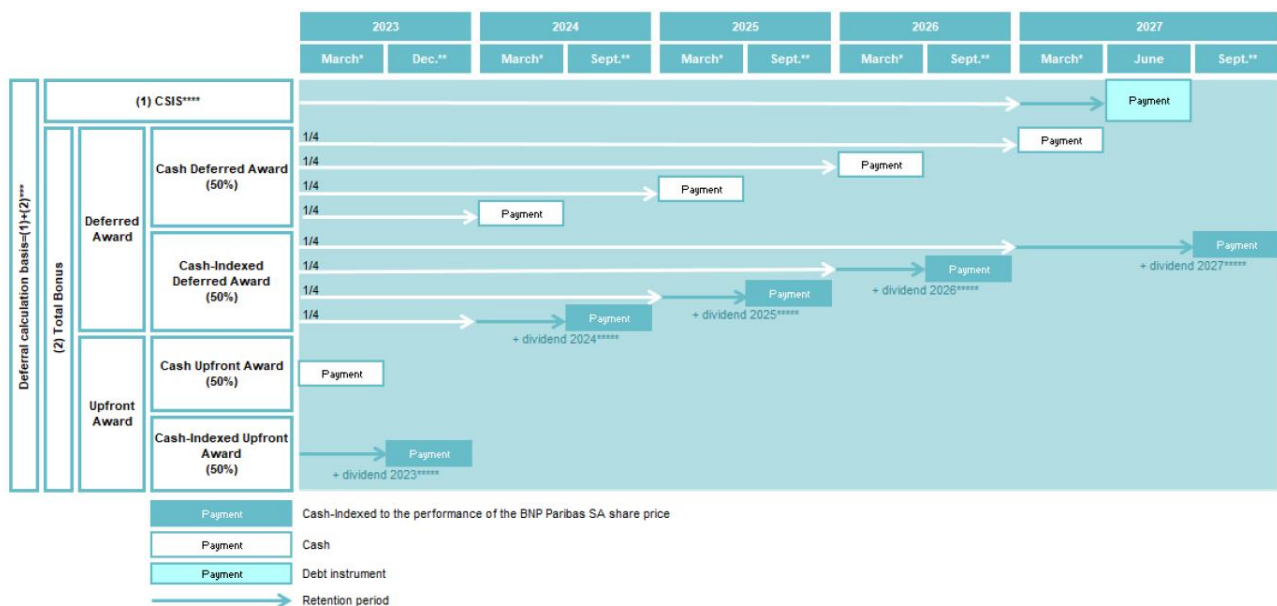 2023 2024 2025 2026 2027
March* Dec.** March* Sept.** March* Sept.** March* Sept.** March* June Sept.**
Deferral calculation basis=(1)+(2)***
(1) CSIS****
Payment
(2) Total Bonus
Deferred
Award
Cash Deferred Award
(50%)
1/4
Payment
1/4
Payment
1/4
Payment
1/4
Payment
Cash-Indexed
Deferred Award
(50%)
1/4
Payment
+ dividend 2027*****
1/4
Payment
+ dividend 2026*****
1/4
Payment
+ dividend 2025*****
1/4
Payment
+ dividend 2024*****
Upfront
Award
Cash Upfront Award
(50%)
Payment
Cash-Indexed Upfront
Award
(50%)
Payment
+ dividend 2023*****
Payment Cash-Indexed to the performance of the BNP Paribas SA share price
Payment Cash
Payment Debt instrument
Retention period